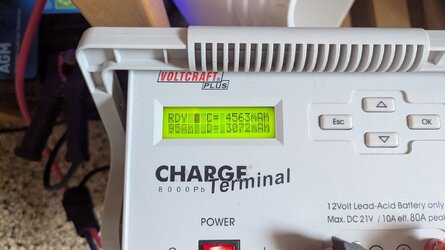 AGM
VOLTCRAFT
PLUS
RDY C= 4563mAh
D= 3072mAh
Esc
OK
CHARGE
8000Pb Terminal
12Volt Lead-Acid Battery only
Max. DC 21V / 10A eff. 80A peak
POWER